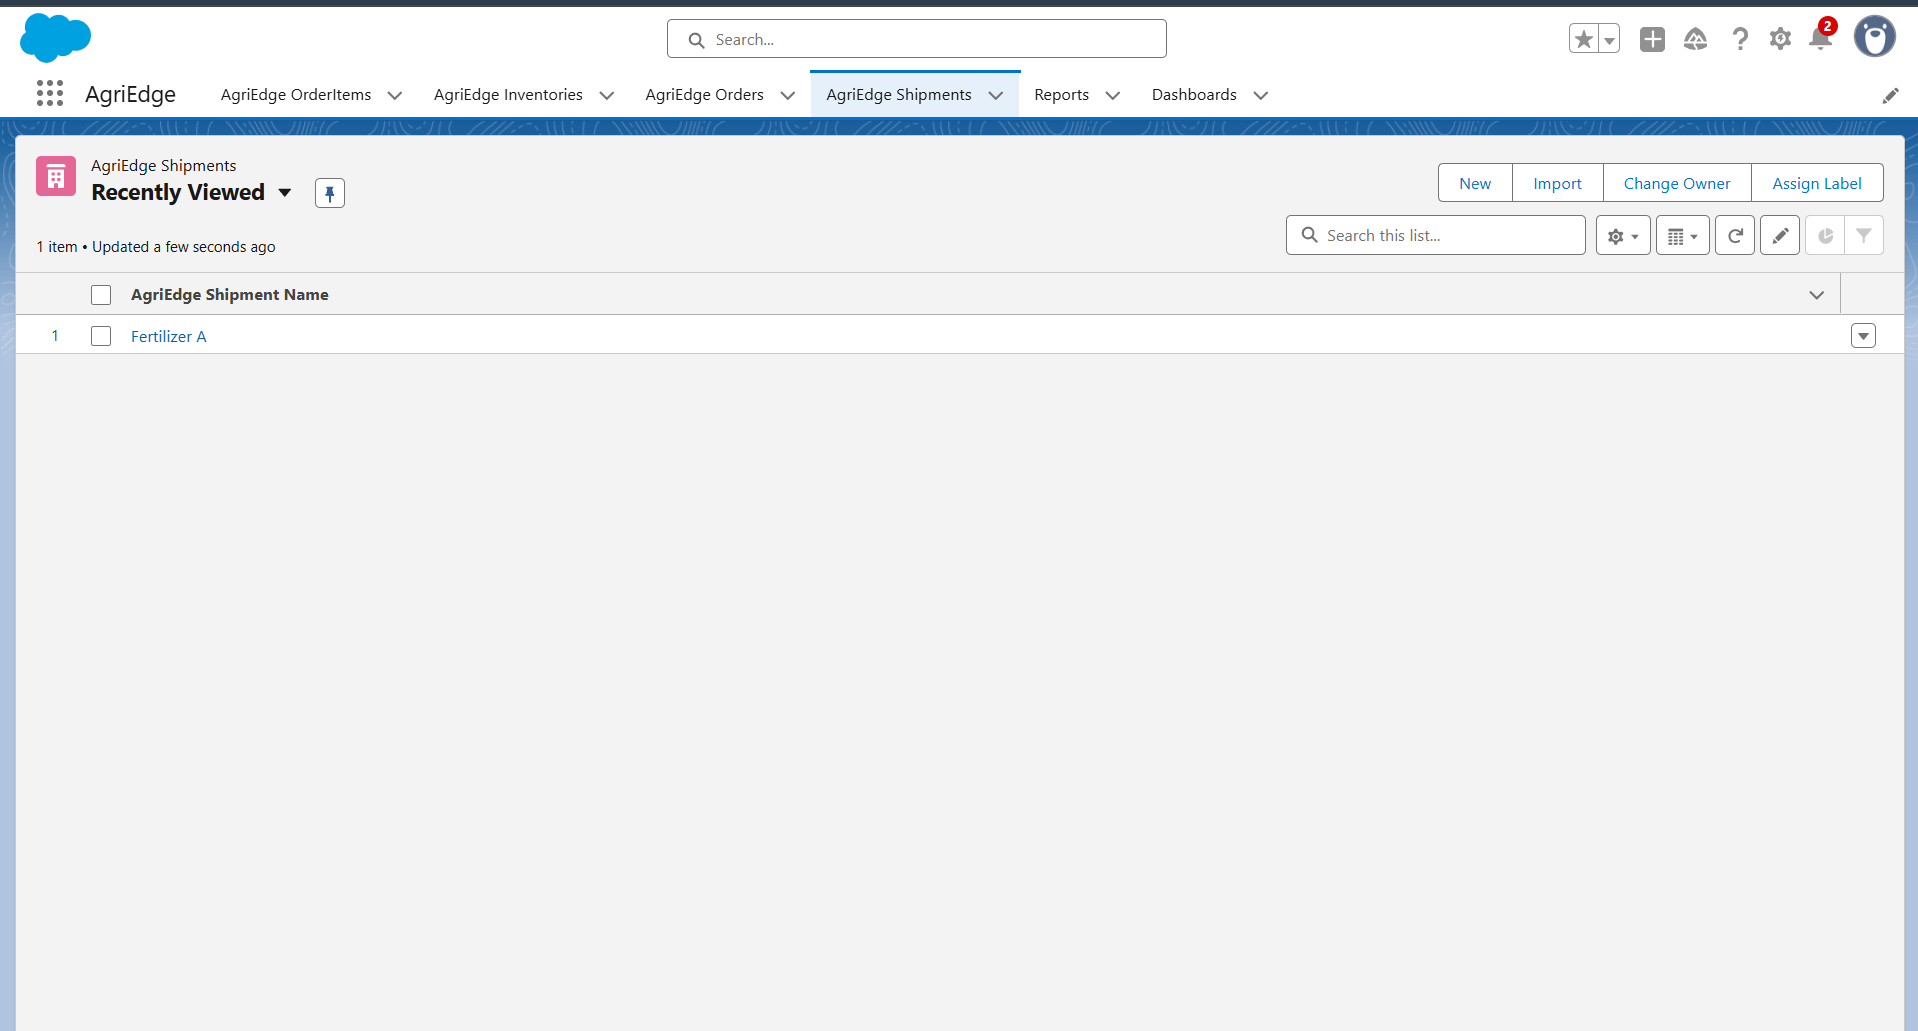 Search...
2
AgriEdge
AgriEdge OrderItems
AgriEdge Inventories
AgriEdge Orders
AgriEdge Shipments
Reports
Dashboards
AgriEdge Shipments
Recently Viewed
New
Import
Change Owner
Assign Label
1 item • Updated a few seconds ago
Search this list...
AgriEdge Shipment Name
1 Fertilizer A